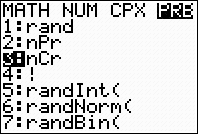 MATH NUM CPX PRB
1:rand
2:nPr
3:nCr
4:!
5:randInt(
6:randNorm(
7:randBin(